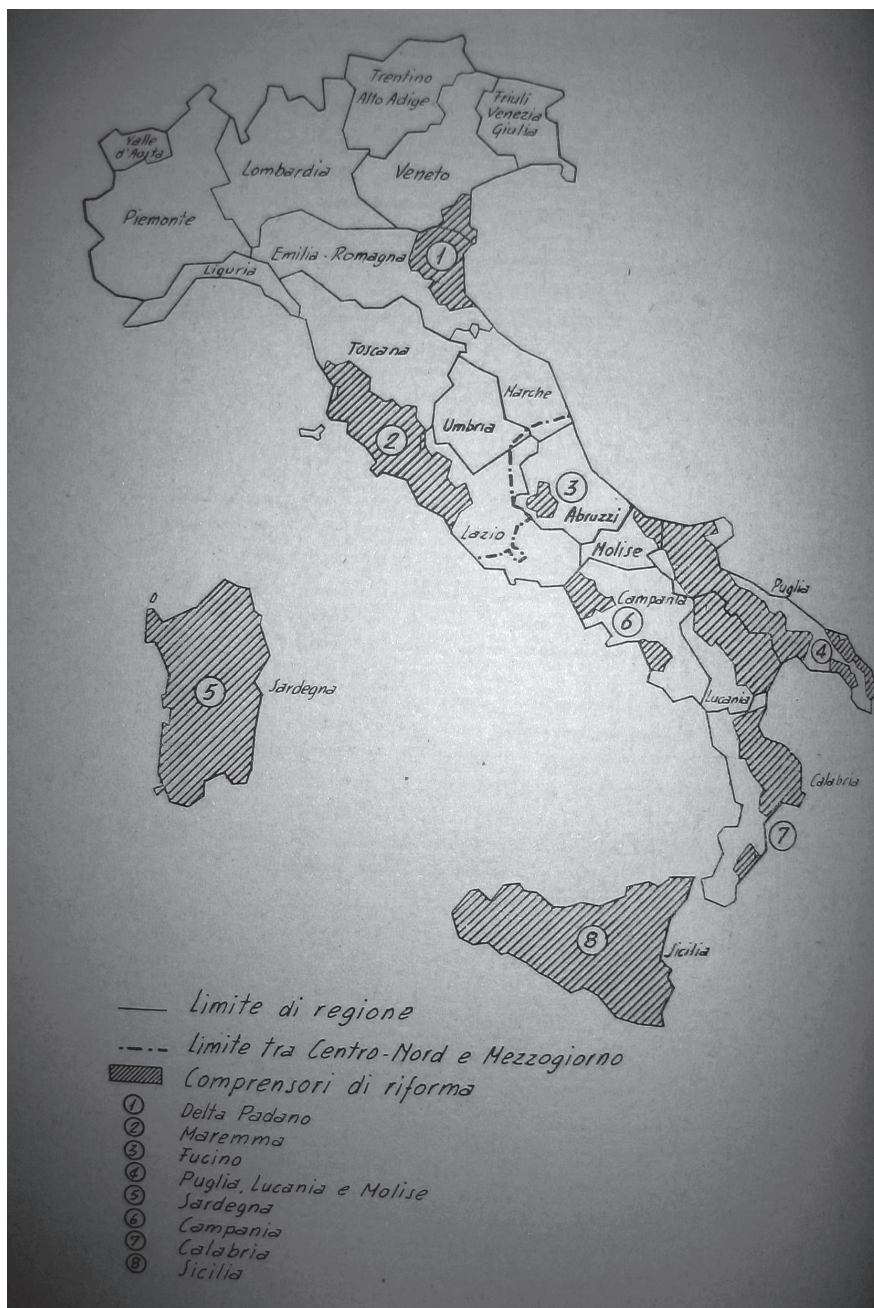 Trentino
Alto Adige
Friuli
Venezia
Giulia
Valle
d'Aosta
Lombardia
Veneto
Piemonte
Emilia - Romagna
1
Liguria
Toscana
Marche
Umbria
2
3
Abruzzi
Lazio
Molise
Puglia
Campania
6
4
5
Sardegna
Lucania
Calabria
7
8
Sicilia
Limite di regione
Limite tra Centro-Nord e Mezzogiorno
Comprensori di riforma
1 Delta Padano
2 Maremma
3 Fucino
4 Puglia, Lucania e Molise
5 Sardegna
6 Campania
7 Calabria
8 Sicilia